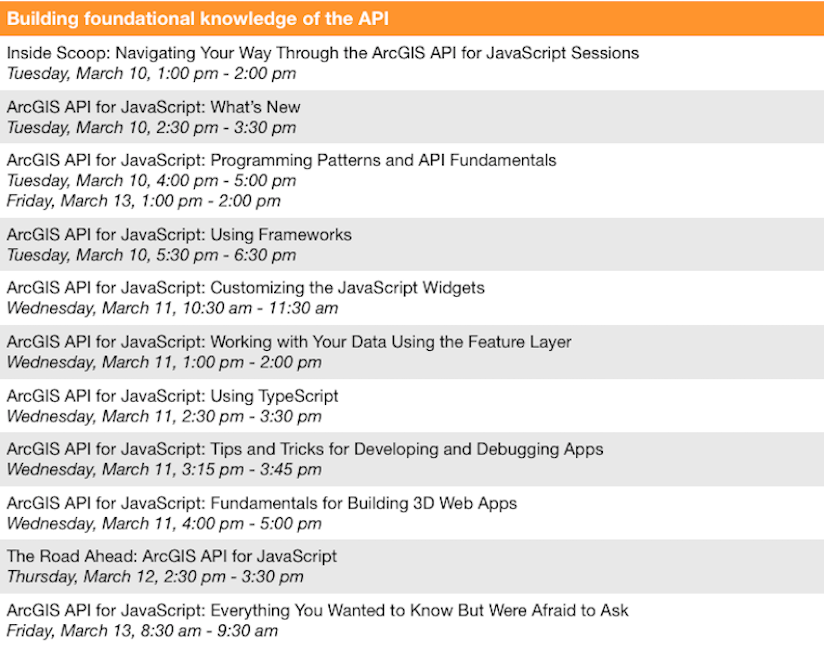 Building foundational knowledge of the API
Inside Scoop: Navigating Your Way Through the ArcGIS API for JavaScript Sessions
Tuesday, March 10, 1:00 pm - 2:00 pm
ArcGIS API for JavaScript: What's New
Tuesday, March 10, 2:30 pm - 3:30 pm
ArcGIS API for JavaScript: Programming Patterns and API Fundamentals
Tuesday, March 10, 4:00 pm - 5:00 pm
Friday, March 13, 1:00 pm - 2:00 pm
ArcGIS API for JavaScript: Using Frameworks
Tuesday, March 10, 5:30 pm - 6:30 pm
ArcGIS API for JavaScript: Customizing the JavaScript Widgets
Wednesday, March 11, 10:30 am - 11:30 am
ArcGIS API for JavaScript: Working with Your Data Using the Feature Layer
Wednesday, March 11, 1:00 pm - 2:00 pm
ArcGIS API for JavaScript: Using TypeScript
Wednesday, March 11, 2:30 pm - 3:30 pm
ArcGIS API for JavaScript: Tips and Tricks for Developing and Debugging Apps
Wednesday, March 11, 3:15 pm - 3:45 pm
ArcGIS API for JavaScript: Fundamentals for Building 3D Web Apps
Wednesday, March 11, 4:00 pm - 5:00 pm
The Road Ahead: ArcGIS API for JavaScript
Thursday, March 12, 2:30 pm - 3:30 pm
ArcGIS API for JavaScript: Everything You Wanted to Know But Were Afraid to Ask
Friday, March 13, 8:30 am - 9:30 am